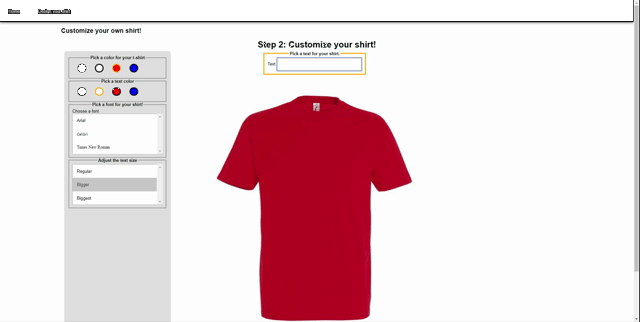 Home
Design your shirt
Customize your own shirt!
Step 2: Customize your shirt!
Pick a text for your shirt.
Text:
Pick a color for your t-shirt
Pick a text color
Pick a font for your shirt!
Choose a font
Arial
Times New Roman
Adjust the text size
Regular
Bigger
Biggest